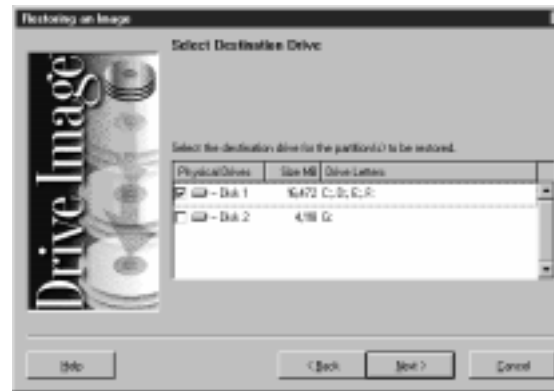 Restoring an Image
Select Destination Drive
Drive Image
Select the destination drive for the partition(s) to be restored.
Physical Drives Size MB Drive Letters
Disk 1 16,472 C:, D:, E:, F:
Disk 2 4,118 G:
Help < Back Next > Cancel